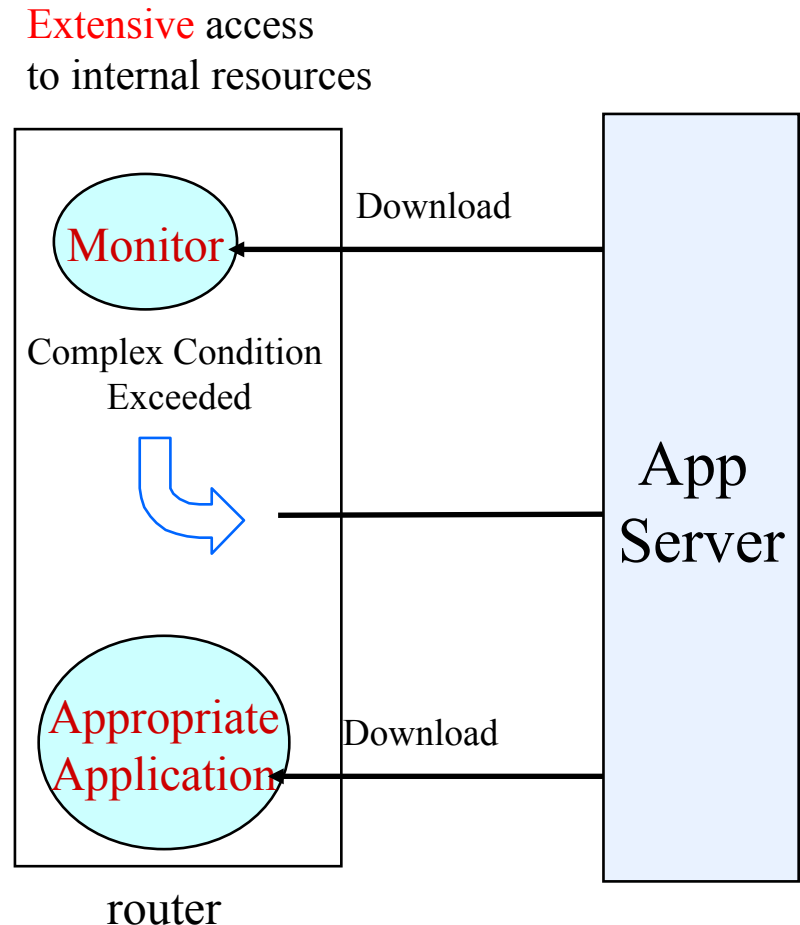 Extensive access
to internal resources
Monitor
Download
Complex Condition
Exceeded
App
Server
Appropriate
Application
Download
router